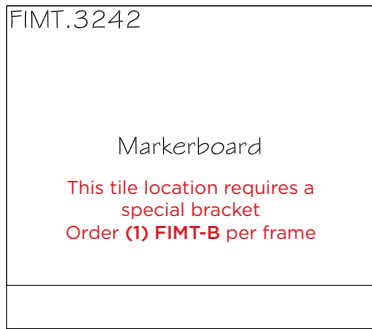 FIMT.3242
Markerboard
This tile location requires a
special bracket
Order (1) FIMT-B per frame